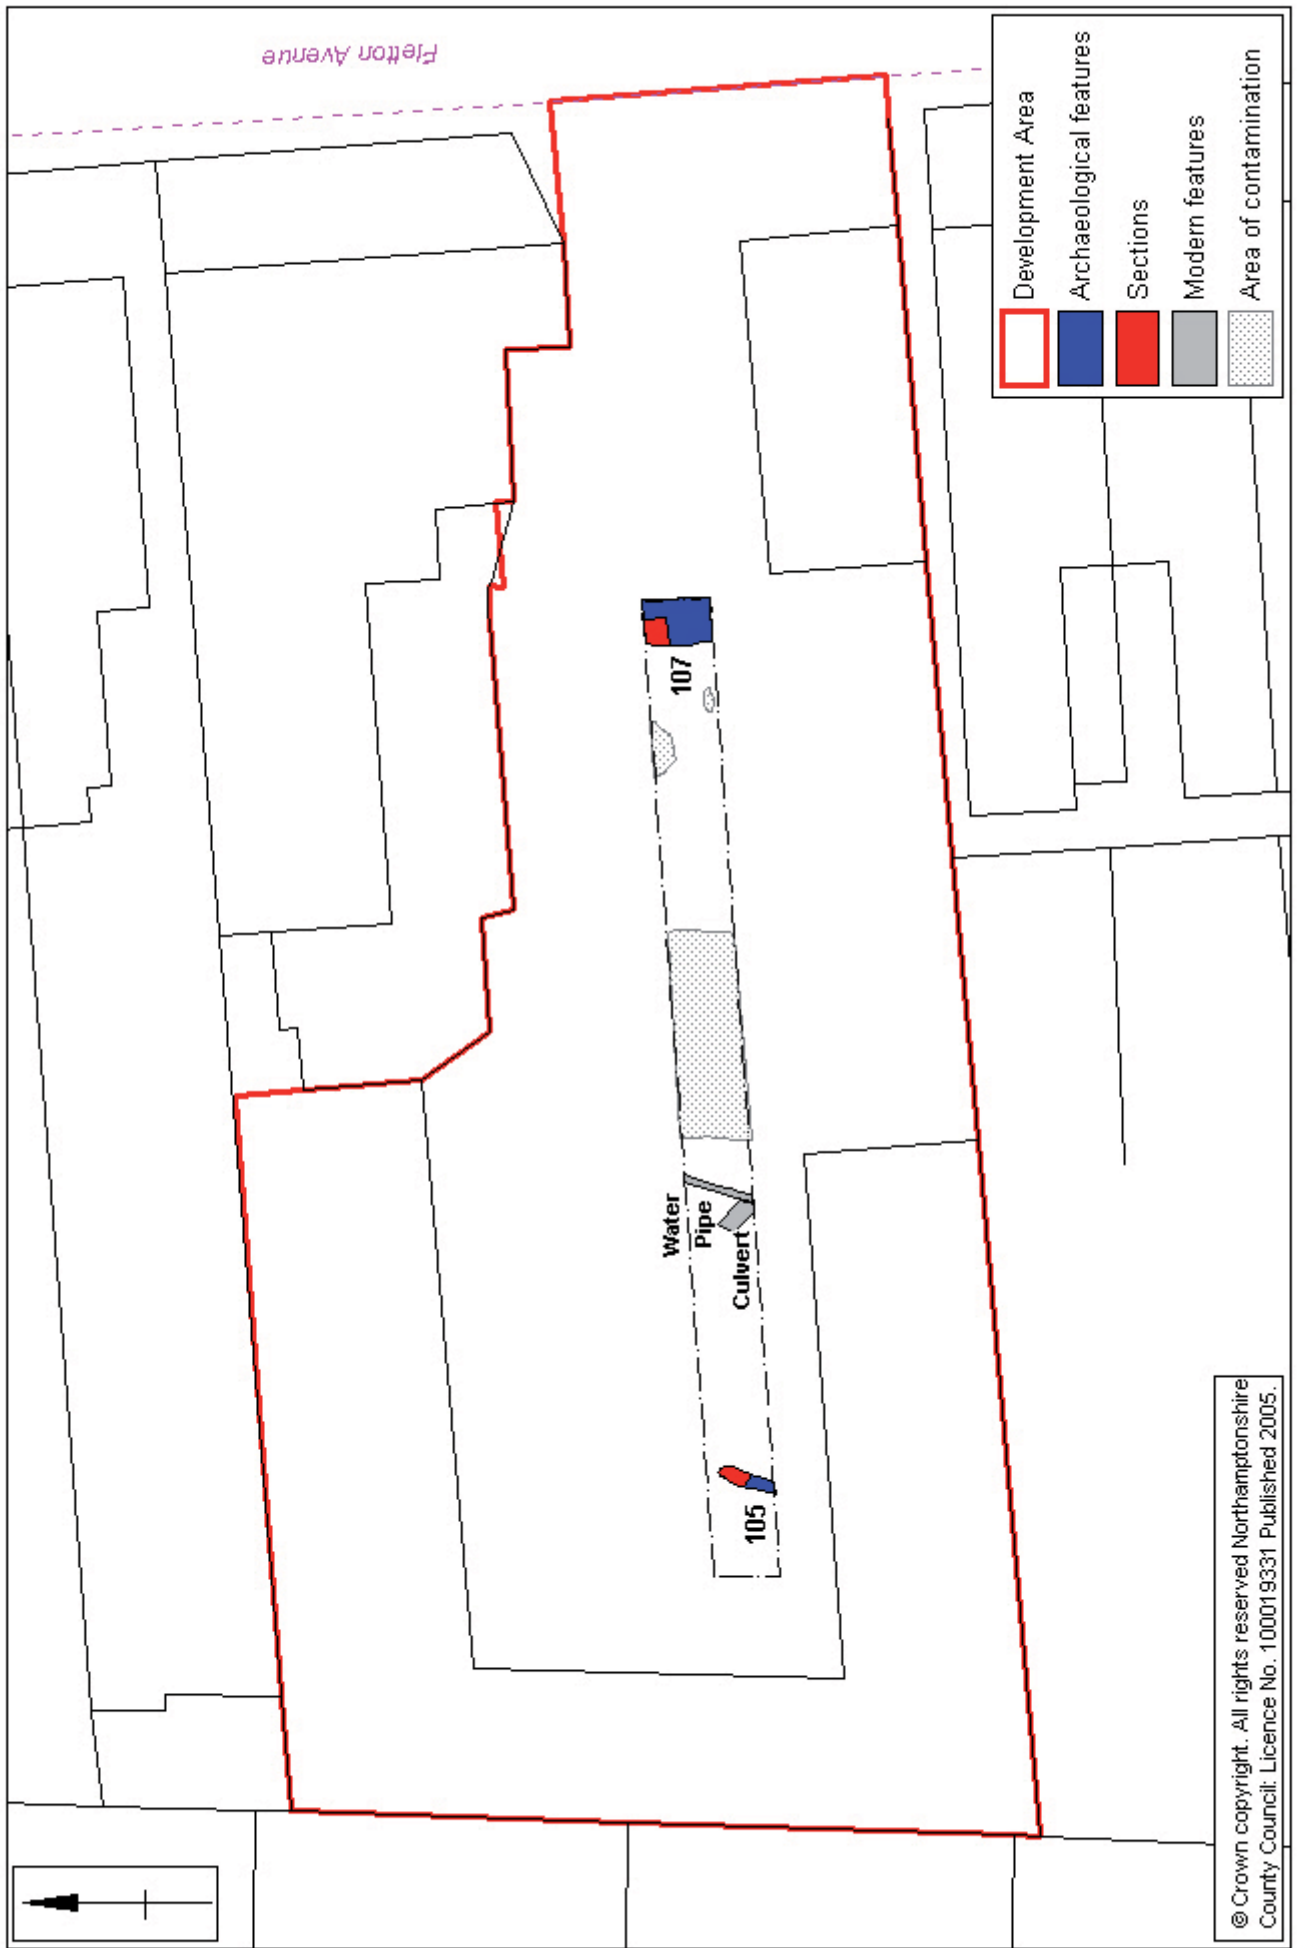 Fletton Avenue
107
Water
Pipe
Culvert
105
Development Area
Archaeological features
Sections
Modern features
Area of contamination
© Crown copyright. All rights reserved Northamptonshire
County Council: Licence No. 100019331 Published 2005.